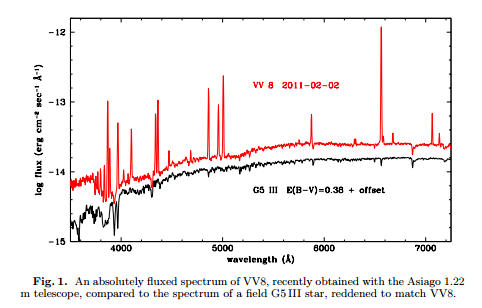 -12
-13
-14
-15
log flux (erg cm⁻² sec⁻¹ Å⁻¹)
VV 8 2011-02-02
G5 III E(B-V)=0.38 + offset
4000 5000 6000 7000
wavelength (Å)
Fig. 1. An absolutely fluxed spectrum of VV8, recently obtained with the Asiago 1.22
m telescope, compared to the spectrum of a field G5 III star, reddened to match VV8.